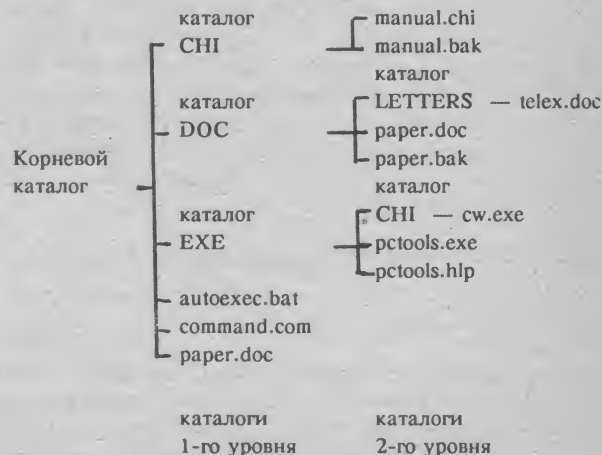 каталог manual.chi
CHI manual.bak
каталог
каталог LETTERS — telex.doc
DOC paper.doc
paper.bak
Корневой
каталог каталог
каталог CHI — cw.exe
EXE pctools.exe
pctools.hlp
autoexec.bat
command.com
paper.doc
каталоги каталоги
1-го уровня 2-го уровня